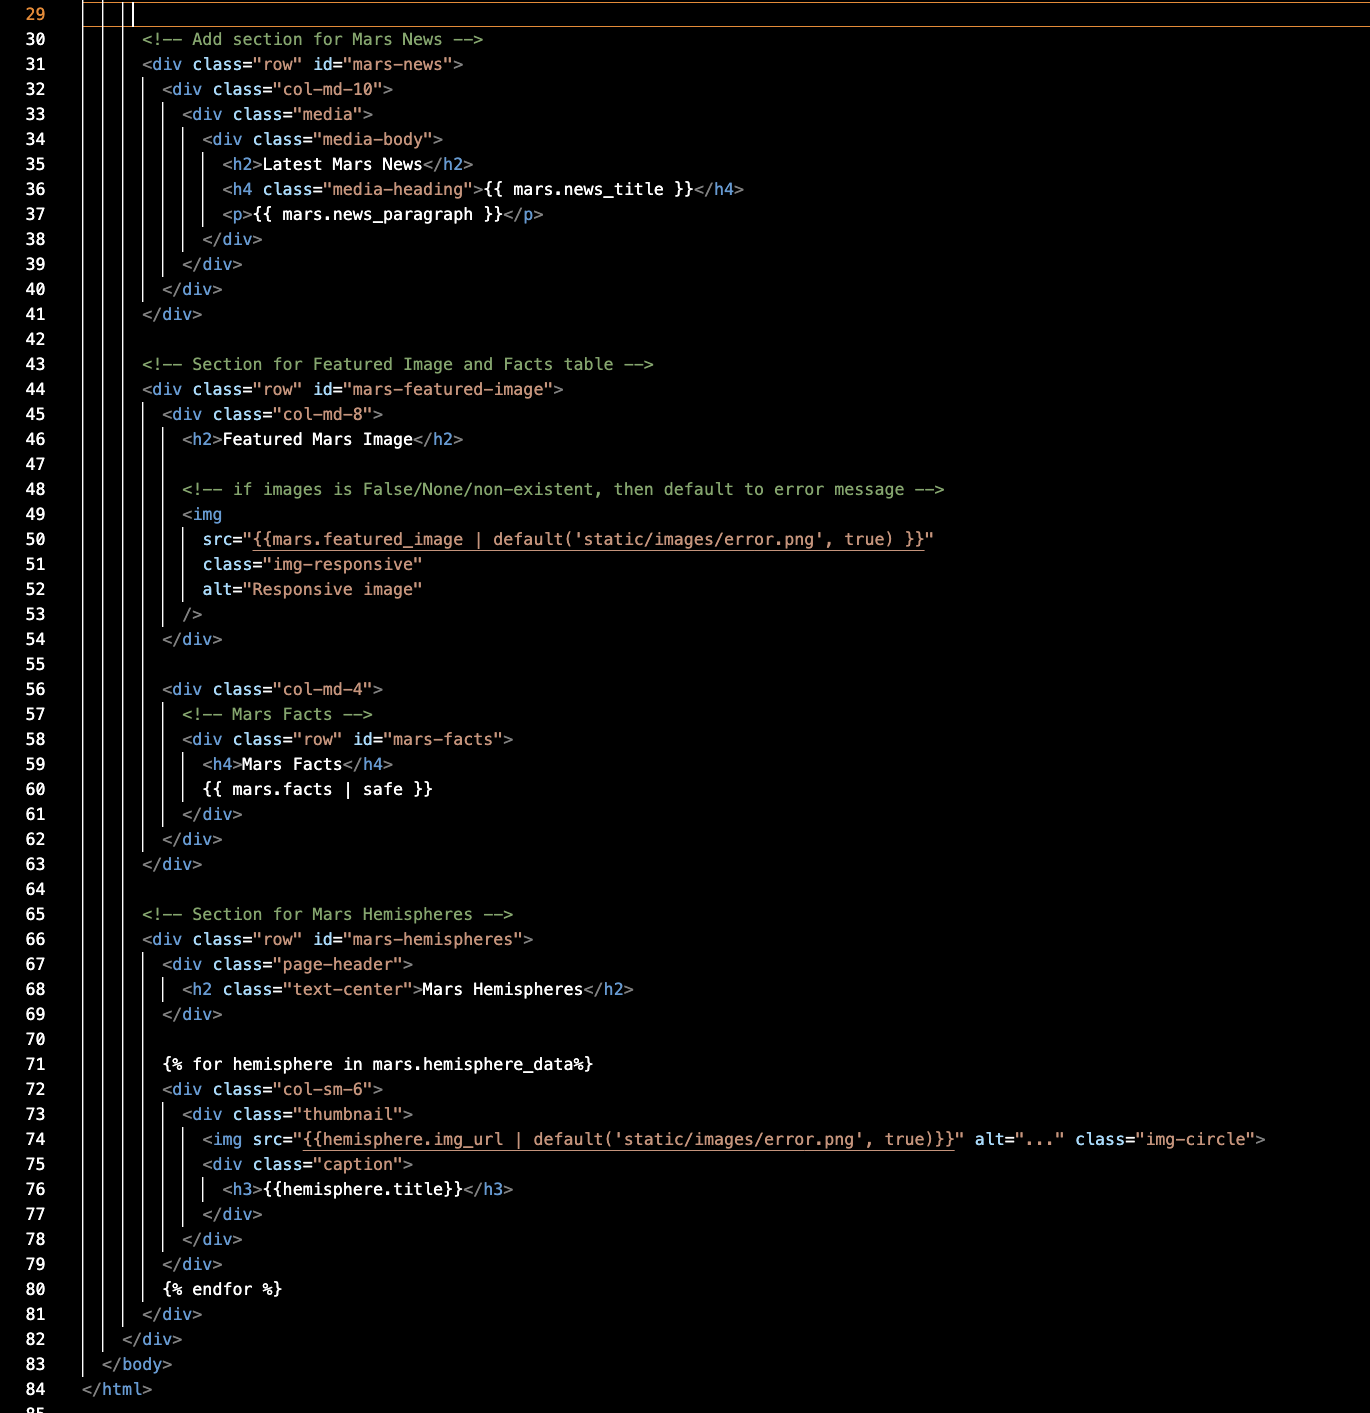 29
30 <!-- Add section for Mars News -->
31 <div class="row" id="mars-news">
32 <div class="col-md-10">
33 <div class="media">
34 <div class="media-body">
35 <h2>Latest Mars News</h2>
36 <h4 class="media-heading">{{ mars.news_title }}</h4>
37 <p>{{ mars.news_paragraph }}</p>
38 </div>
39 </div>
40 </div>
41 </div>
42
43 <!-- Section for Featured Image and Facts table -->
44 <div class="row" id="mars-featured-image">
45 <div class="col-md-8">
46 <h2>Featured Mars Image</h2>
47
48 <!-- if images is False/None/non-existent, then default to error message -->
49 <img
50 src="{{mars.featured_image | default('static/images/error.png', true) }}"
51 class="img-responsive"
52 alt="Responsive image"
53 />
54 </div>
55
56 <div class="col-md-4">
57 <!-- Mars Facts -->
58 <div class="row" id="mars-facts">
59 <h4>Mars Facts</h4>
60 {{ mars.facts | safe }}
61 </div>
62 </div>
63 </div>
64
65 <!-- Section for Mars Hemispheres -->
66 <div class="row" id="mars-hemispheres">
67 <div class="page-header">
68 <h2 class="text-center">Mars Hemispheres</h2>
69 </div>
70
71 {% for hemisphere in mars.hemisphere_data%}
72 <div class="col-sm-6">
73 <div class="thumbnail">
74 <img src="{{hemisphere.img_url | default('static/images/error.png', true)}}" alt="..." class="img-circle">
75 <div class="caption">
76 <h3>{{hemisphere.title}}</h3>
77 </div>
78 </div>
79 </div>
80 {% endfor %}
81 </div>
82 </div>
83 </body>
84 </html>
85